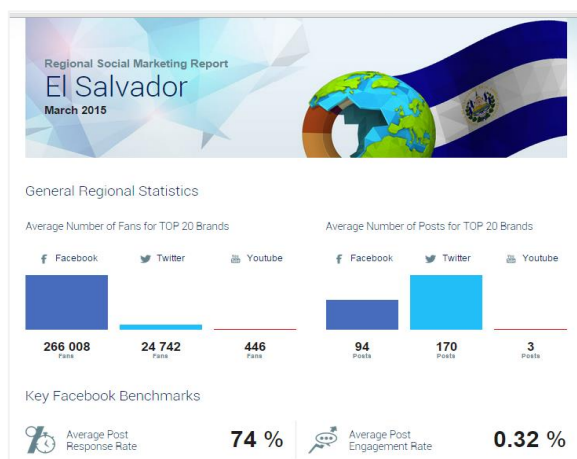 Regional Social Marketing Report
El Salvador
March 2015
General Regional Statistics
Average Number of Fans for TOP 20 Brands
Facebook Twitter Youtube
266 008 24 742 446
Fans Fans Fans
Average Number of Posts for TOP 20 Brands
Facebook Twitter Youtube
94 170 3
Posts Posts Posts
Key Facebook Benchmarks
Average Post
Response Rate
74 %
Average Post
Engagement Rate
0.32 %